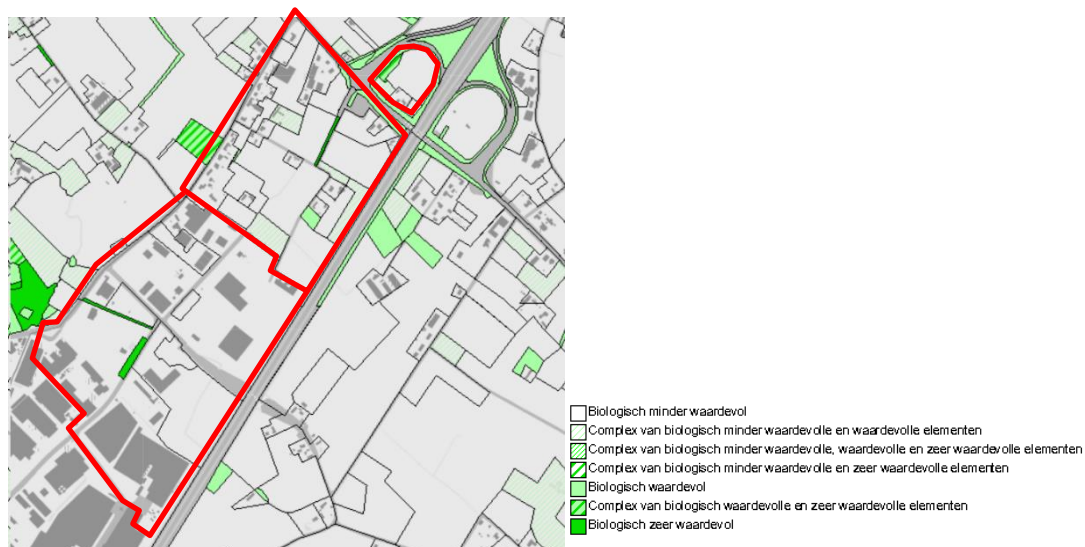 Biologisch minder waardevol
Complex van biologisch minder waardevolle en waardevolle elementen
Complex van biologisch minder waardevolle, waardevolle en zeer waardevolle elementen
Complex van biologisch minder waardevolle en zeer waardevolle elementen
Biologisch waardevol
Complex van biologisch waardevolle en zeer waardevolle elementen
Biologisch zeer waardevol